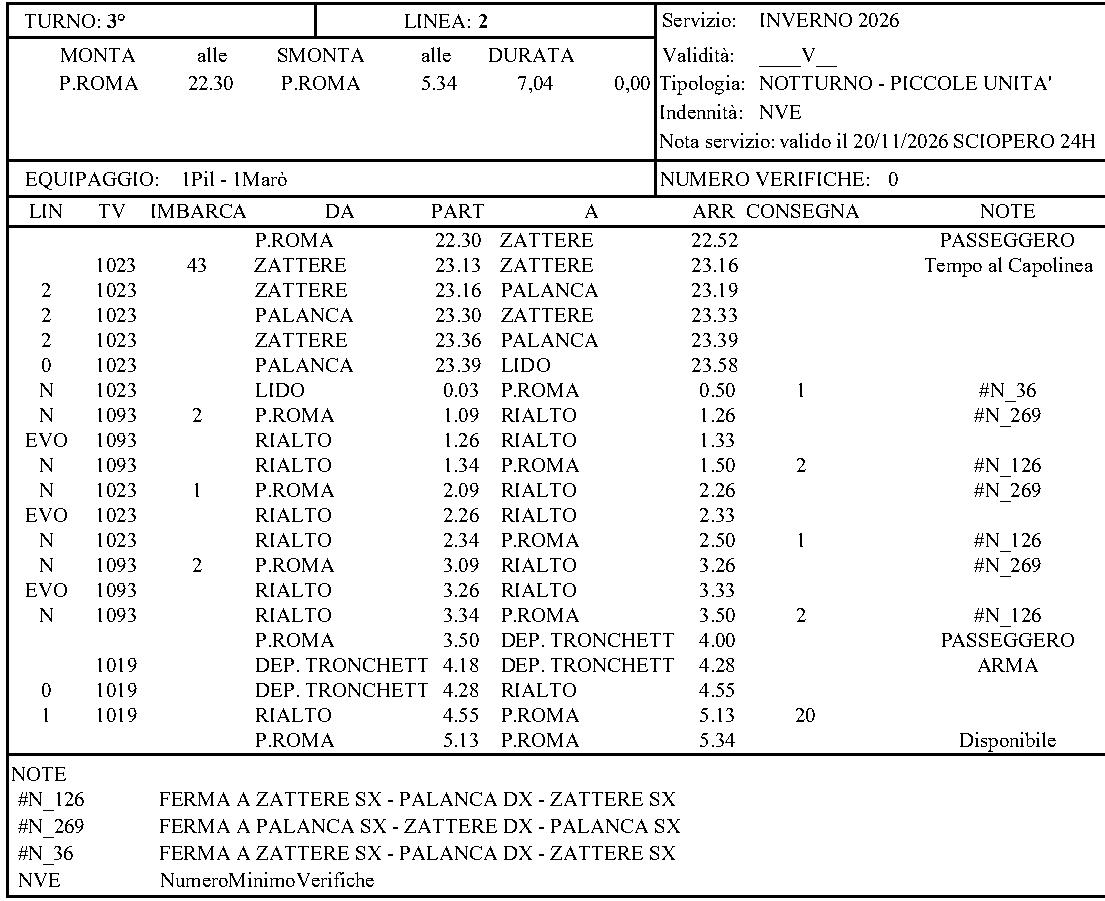 TURNO: 3° LINEA: 2 Servizio: INVERNO 2026
MONTA alle SMONTA alle DURATA Validità: ____V__
P.ROMA 22.30 P.ROMA 5.34 7,04 0,00 Tipologia: NOTTURNO - PICCOLE UNITA'
Indennità: NVE
Nota servizio: valido il 20/11/2026 SCIOPERO 24H
EQUIPAGGIO: 1Pil - 1Marò NUMERO VERIFICHE: 0
LIN TV IMBARCA DA PART A ARR CONSEGNA NOTE
P.ROMA 22.30 ZATTERE 22.52 PASSEGGERO
1023 43 ZATTERE 23.13 ZATTERE 23.16 Tempo al Capolinea
2 1023 ZATTERE 23.16 PALANCA 23.19
2 1023 PALANCA 23.30 ZATTERE 23.33
2 1023 ZATTERE 23.36 PALANCA 23.39
0 1023 PALANCA 23.39 LIDO 23.58
N 1023 LIDO 0.03 P.ROMA 0.50 1 #N_36
N 1093 2 P.ROMA 1.09 RIALTO 1.26 #N_269
EVO 1093 RIALTO 1.26 RIALTO 1.33
N 1093 RIALTO 1.34 P.ROMA 1.50 2 #N_126
N 1023 1 P.ROMA 2.09 RIALTO 2.26 #N_269
EVO 1023 RIALTO 2.26 RIALTO 2.33
N 1023 RIALTO 2.34 P.ROMA 2.50 1 #N_126
N 1093 2 P.ROMA 3.09 RIALTO 3.26 #N_269
EVO 1093 RIALTO 3.26 RIALTO 3.33
N 1093 RIALTO 3.34 P.ROMA 3.50 2 #N_126
P.ROMA 3.50 DEP. TRONCHETT 4.00 PASSEGGERO
1019 DEP. TRONCHETT 4.18 DEP. TRONCHETT 4.28 ARMA
0 1019 DEP. TRONCHETT 4.28 RIALTO 4.55
1 1019 RIALTO 4.55 P.ROMA 5.13 20
P.ROMA 5.13 P.ROMA 5.34 Disponibile
NOTE
#N_126 FERMA A ZATTERE SX - PALANCA DX - ZATTERE SX
#N_269 FERMA A PALANCA SX - ZATTERE DX - PALANCA SX
#N_36 FERMA A ZATTERE SX - PALANCA DX - ZATTERE SX
NVE NumeroMinimoVerifiche